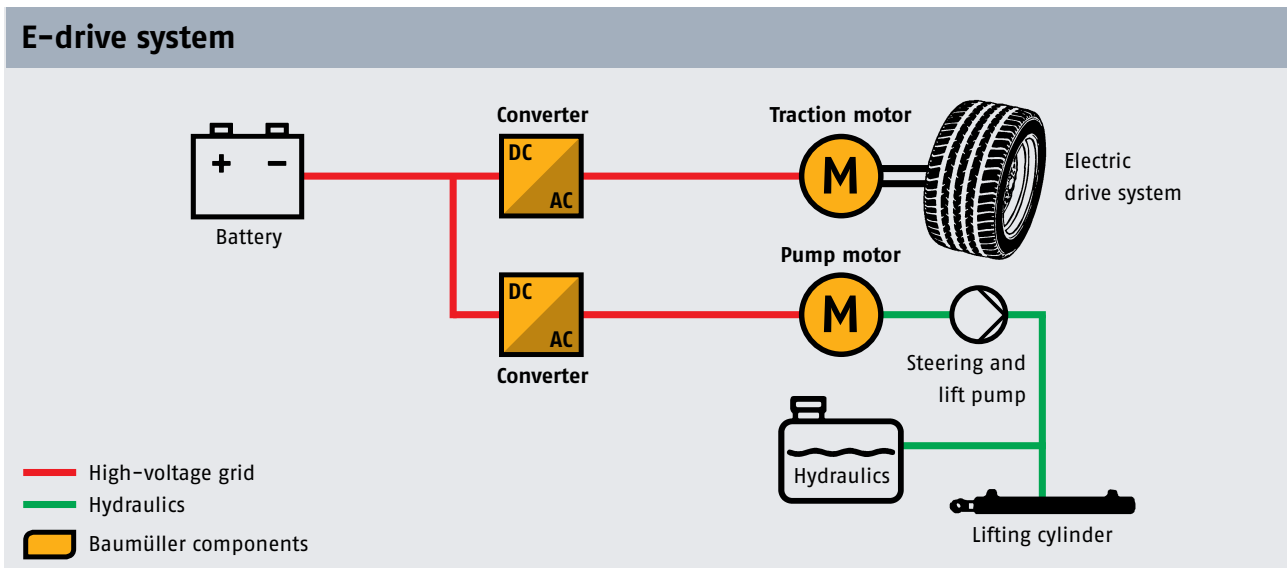 E-drive system
Converter
Traction motor
DC
AC
M
Electric
drive system
+ −
Battery
Pump motor
DC
AC
M
Converter
Steering and
lift pump
Hydraulics
Lifting cylinder
High-voltage grid
Hydraulics
Baumüller components